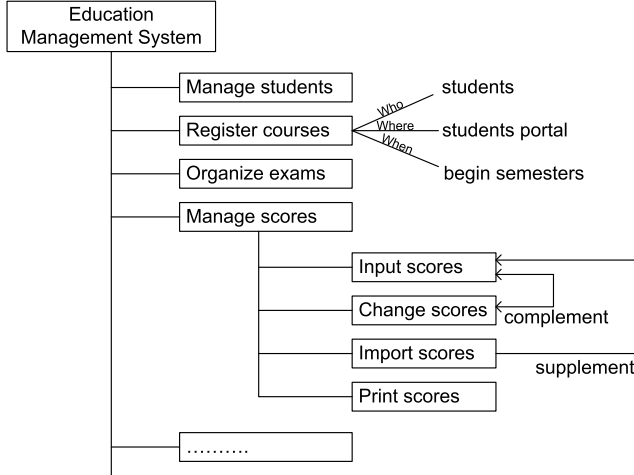 Education
Management System
Manage students
students
Who
Register courses
Where
students portal
When
Organize exams
begin semesters
Manage scores
Input scores
Change scores
complement
Import scores
supplement
Print scores
..........